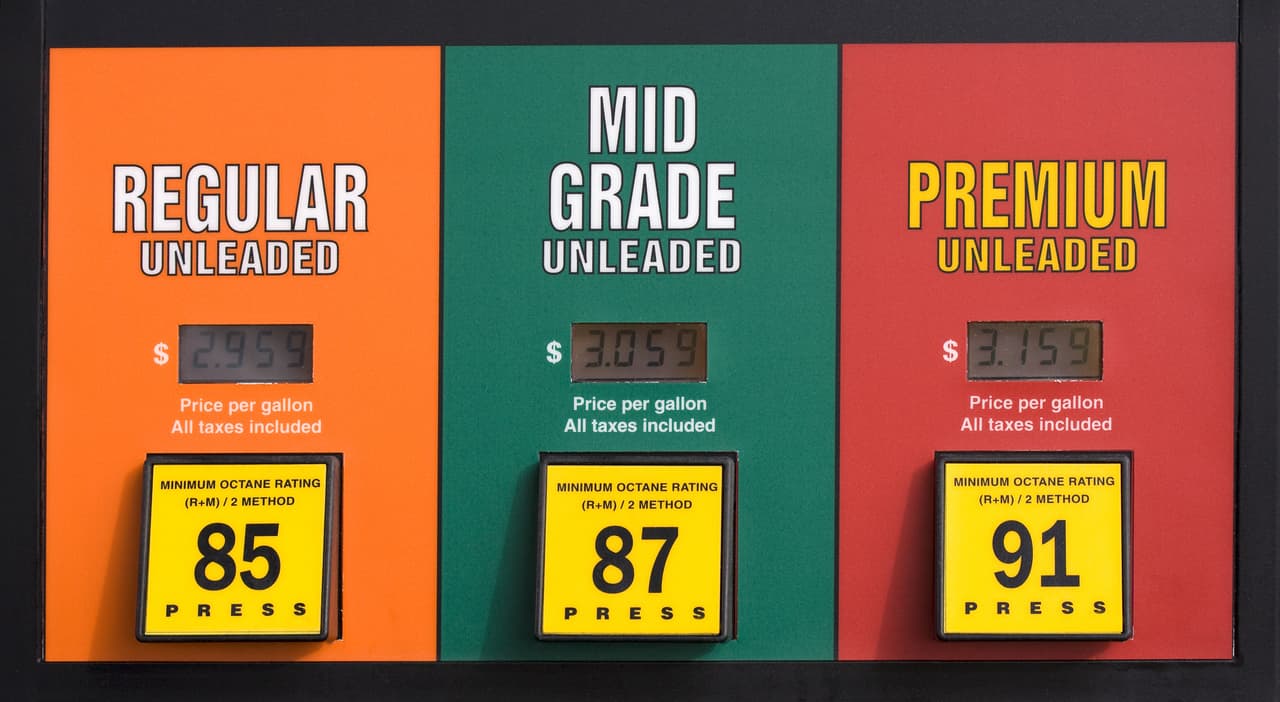 REGULAR
UNLEADED
$ 2.959
Price per gallon
All taxes included
MINIMUM OCTANE RATING
(R+M) / 2 METHOD
85
PRESS
MID
GRADE
UNLEADED
$ 3.059
Price per gallon
All taxes included
MINIMUM OCTANE RATING
(R+M) / 2 METHOD
87
PRESS
PREMIUM
UNLEADED
$ 3.159
Price per gallon
All taxes included
MINIMUM OCTANE RATING
(R+M) / 2 METHOD
91
PRESS